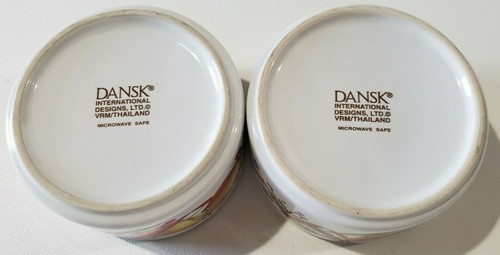 DANSK®
INTERNATIONAL
DESIGNS, LTD.©
VRM/THAILAND
MICROWAVE SAFE
DANSK®
INTERNATIONAL
DESIGNS, LTD.©
VRM/THAILAND
MICROWAVE SAFE